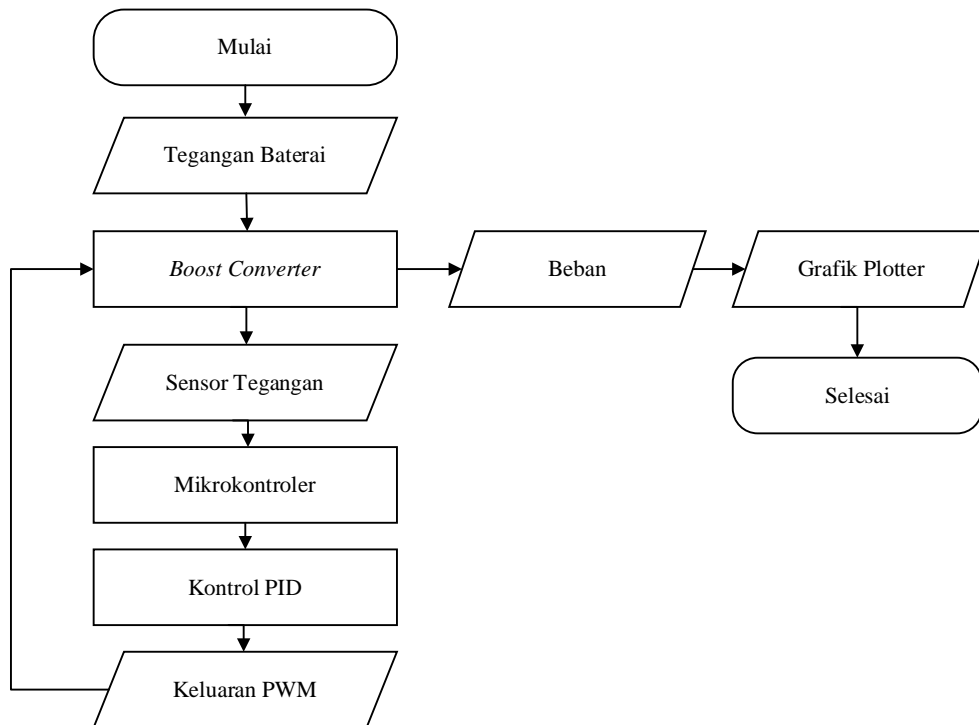 Mulai
Tegangan Baterai
Boost Converter
Beban
Grafik Plotter
Sensor Tegangan
Selesai
Mikrokontroler
Kontrol PID
Keluaran PWM